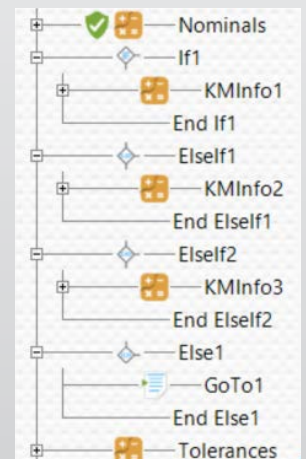 Nominals
If1
KMInfo1
End If1
ElseIf1
KMInfo2
End ElseIf1
ElseIf2
KMInfo3
End ElseIf2
Else1
GoTo1
End Else1
Tolerances